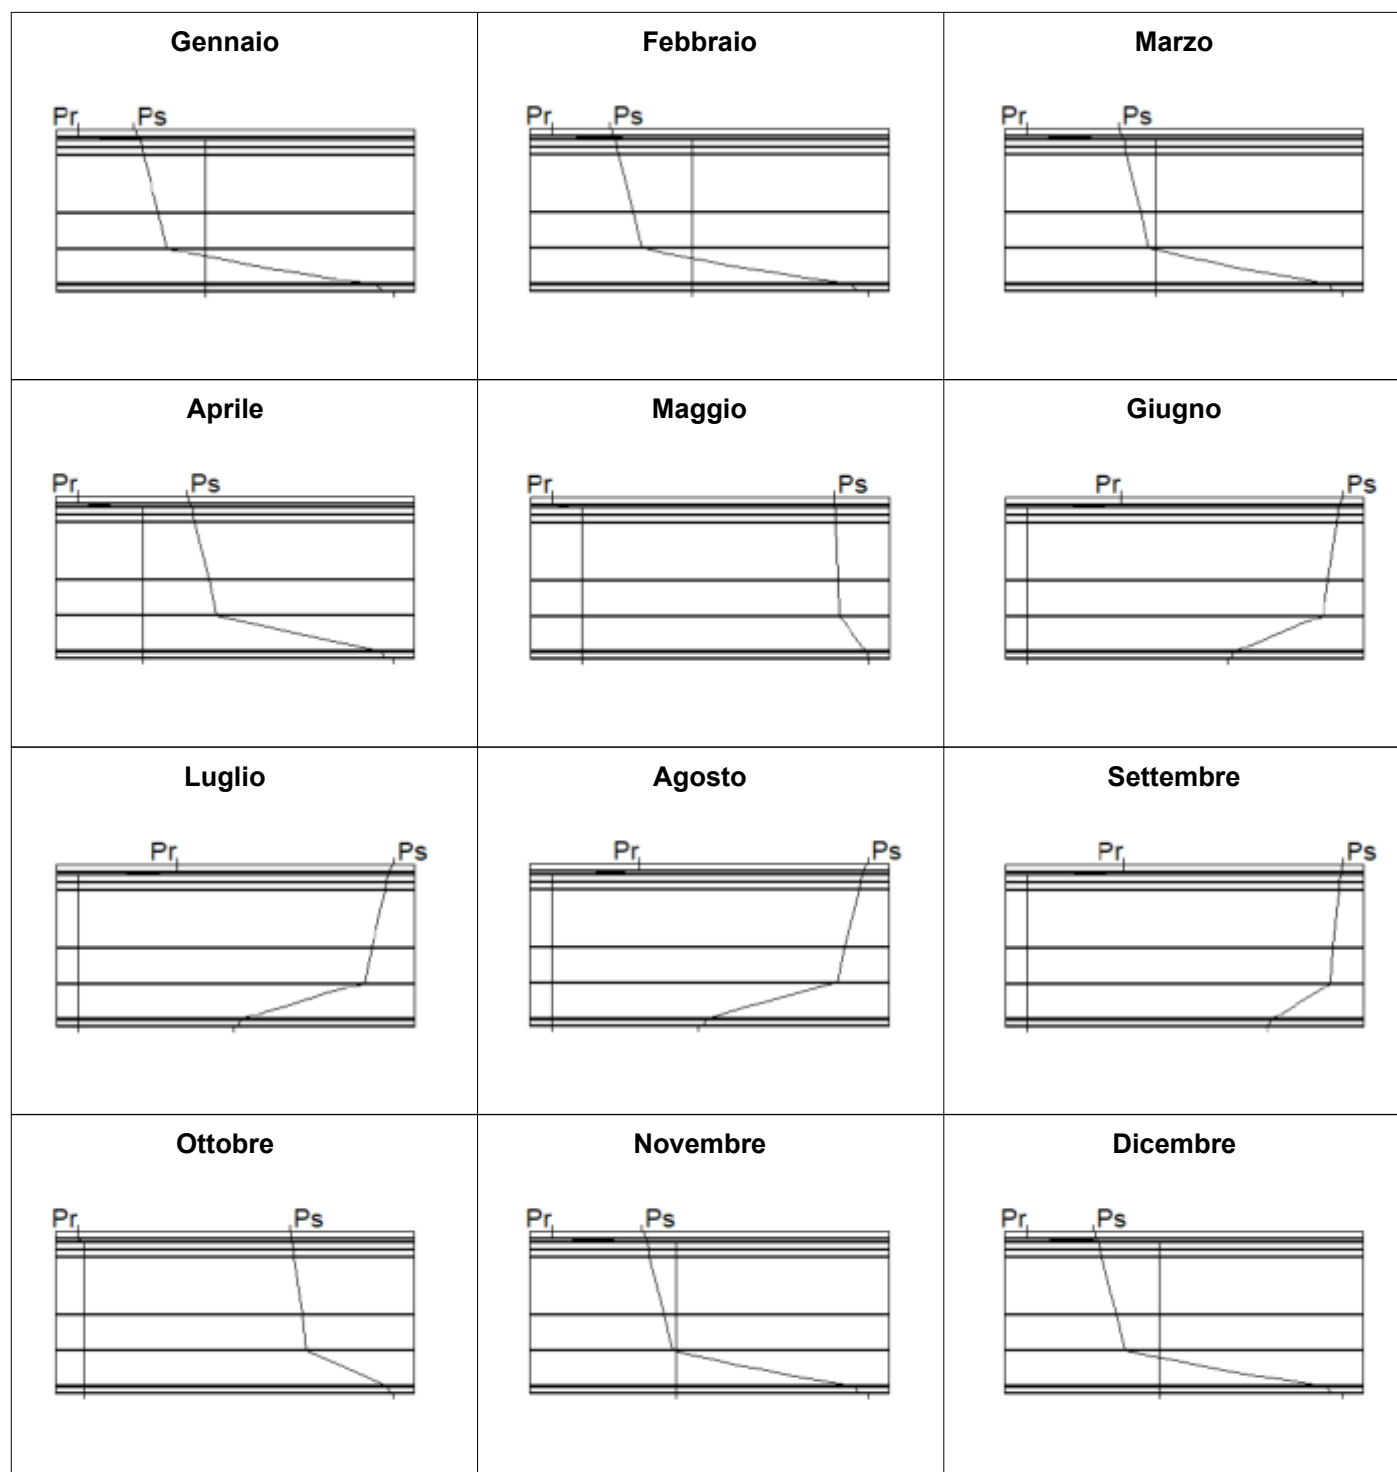 Gennaio Febbraio Marzo
Pr Ps Pr Ps Pr Ps
Aprile Maggio Giugno
Pr Ps Pr Ps Pr Ps
Luglio Agosto Settembre
Pr Ps Pr Ps Pr Ps
Ottobre Novembre Dicembre
Pr Ps Pr Ps Pr Ps